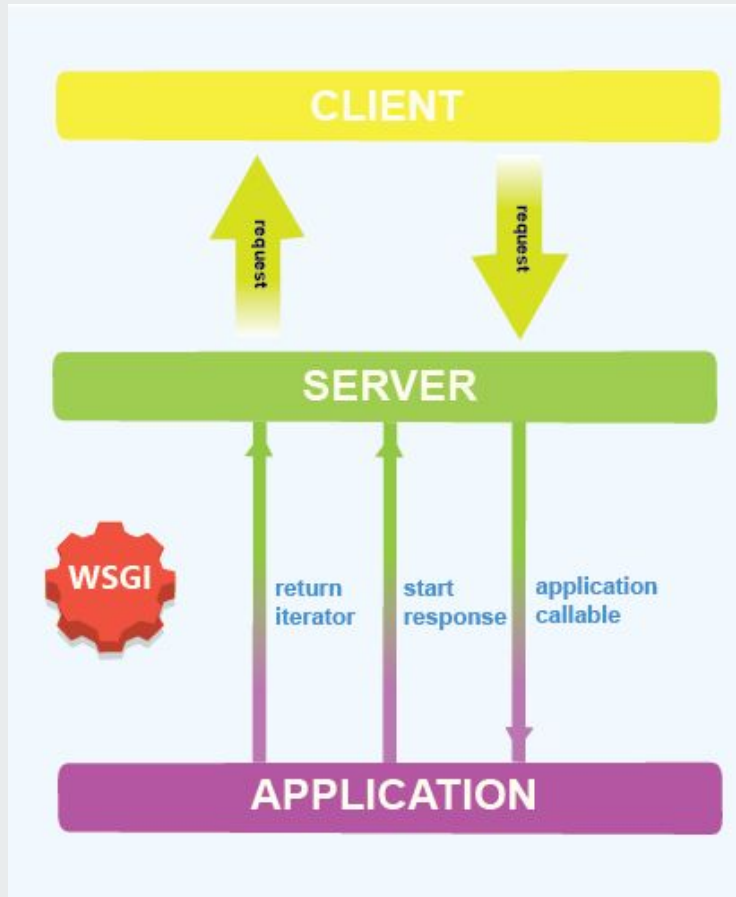 CLIENT
request
request
SERVER
WSGI
return
iterator
start
response
application
callable
APPLICATION